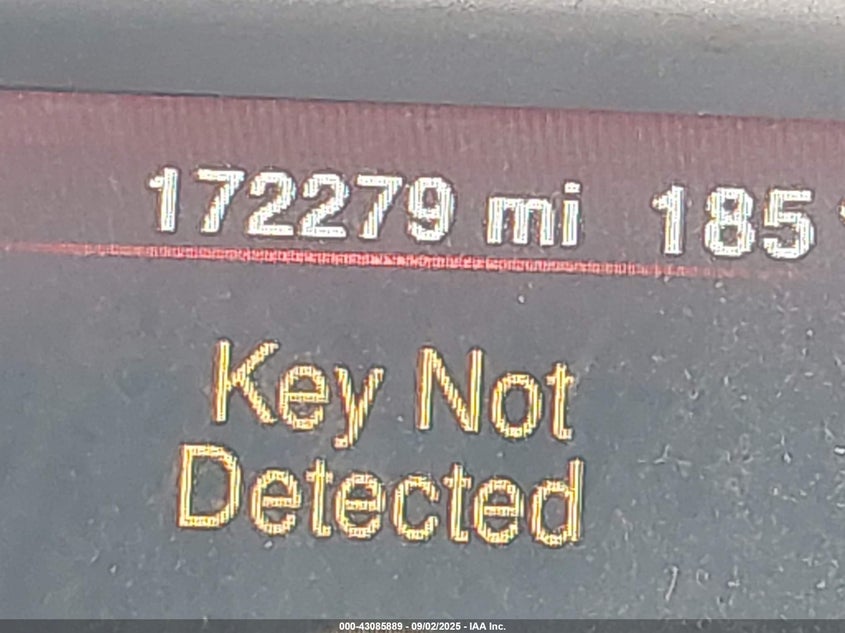 172279 mi 185
Key Not
Detected
000-43085889 - 09/02/2025 - IAA Inc.